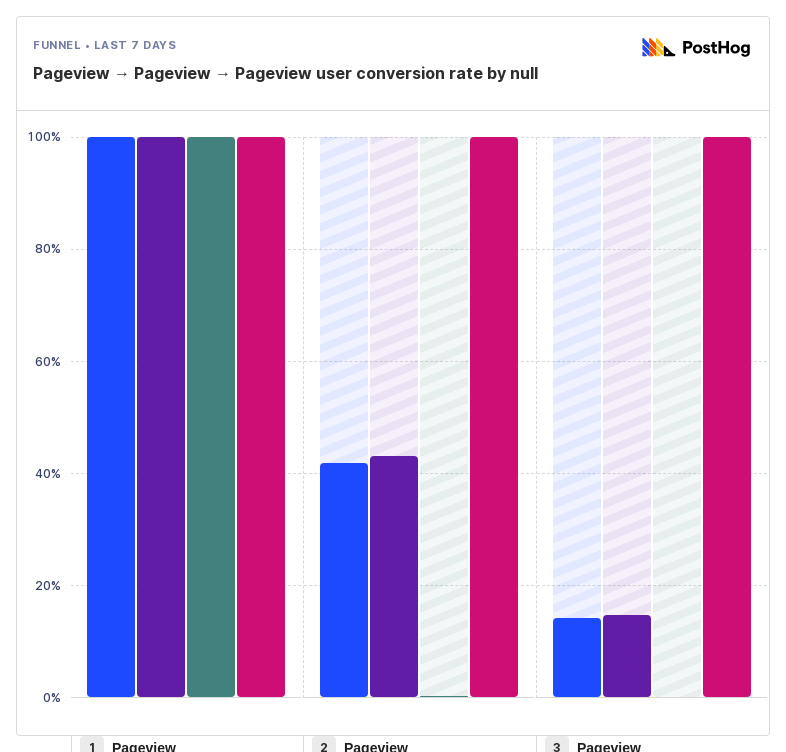 FUNNEL • LAST 7 DAYS
PostHog
Pageview → Pageview → Pageview user conversion rate by null
100%
80%
60%
40%
20%
0%
1 Pageview
2 Pageview
3 Pageview